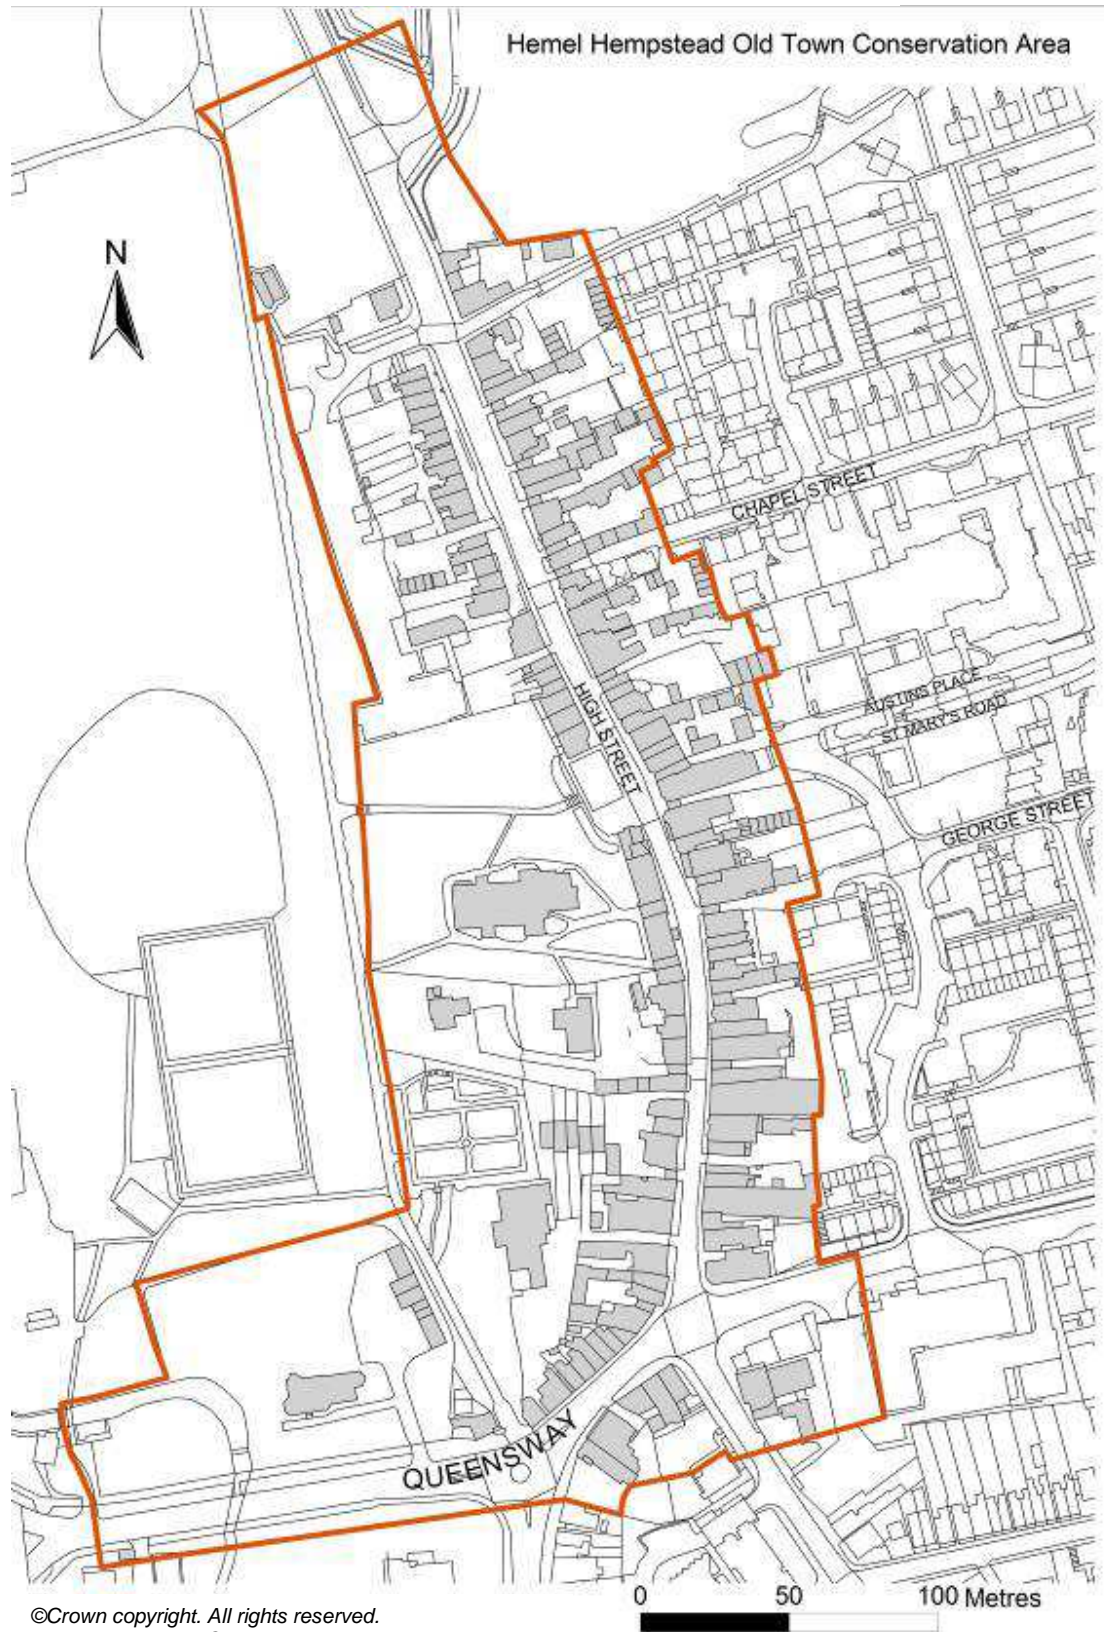 Hemel Hempstead Old Town Conservation Area
N
CHAPEL STREET
AUSTINS PLACE
ST MARY'S ROAD
HIGH STREET
GEORGE STREET
QUEENSWAY
0 50 100 Metres
©Crown copyright. All rights reserved.